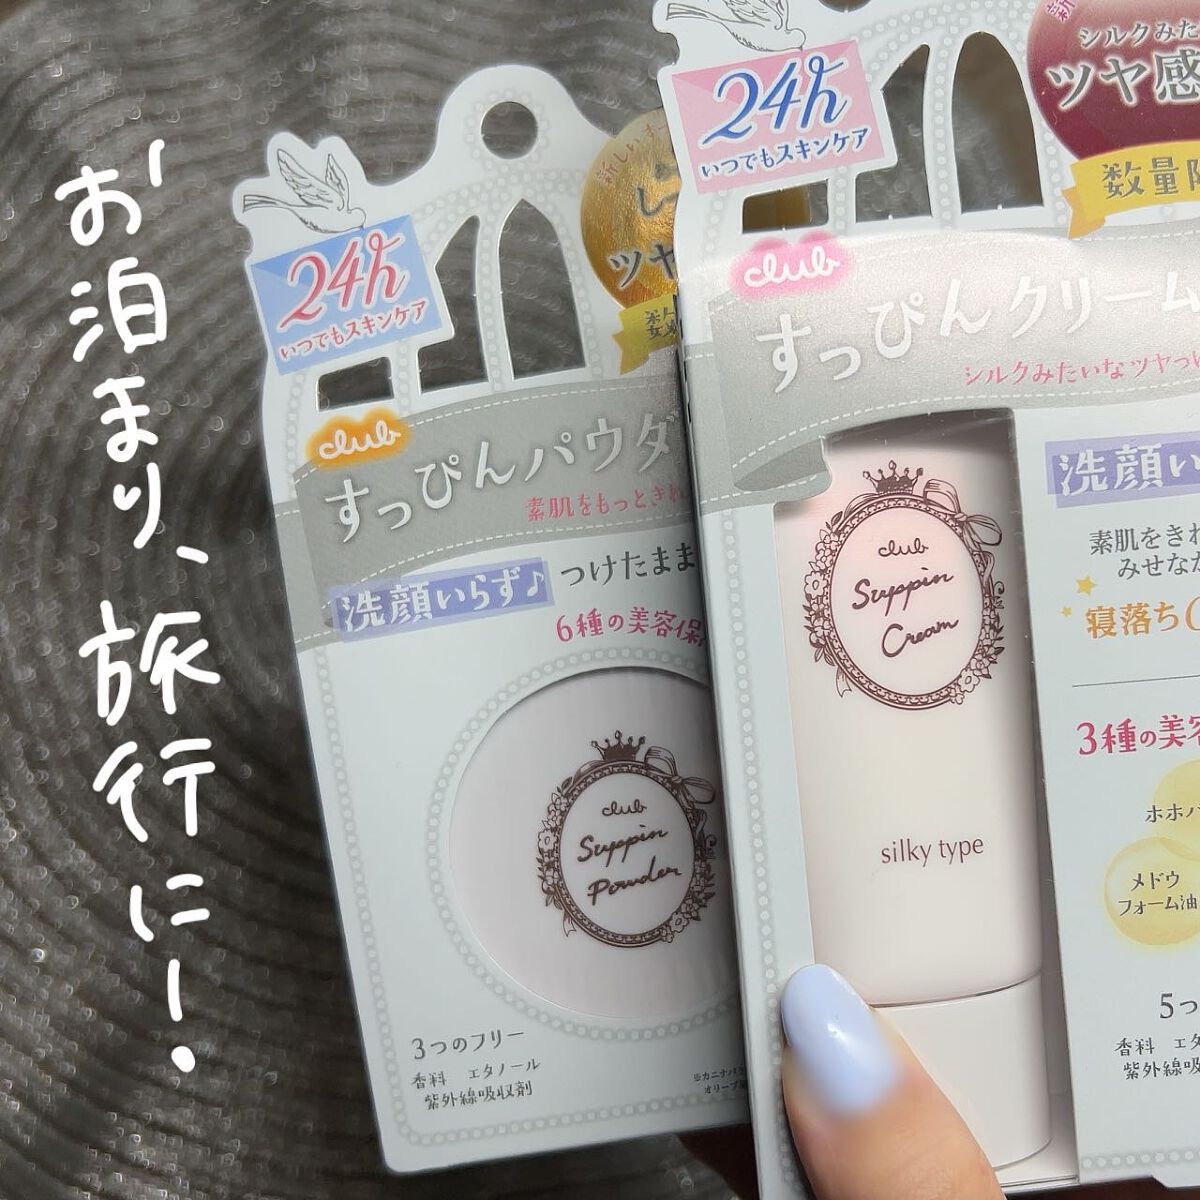 お泊まり、旅行に！
24h
いつでもスキンケア
ツヤ
club
すっぴんパウダ
素肌をもっときれ
洗顔いらず♪
つけたまま
6種の美容保
club
Suppin
Powder
3つのフリー
香料 エタノール
紫外線吸収剤
オリーブ
24h
いつでもスキンケア
シルクみた
ツヤ感
数量限
club
すっぴんクリーム
シルクみたいなツヤっぽ
洗顔い
素肌をきれ
みせなが
寝落ち
club
Suppin
Cream
silky type
3種の美容
ホホバ
メドウ
フォーム油
5つ
香料 エタ
紫外線吸